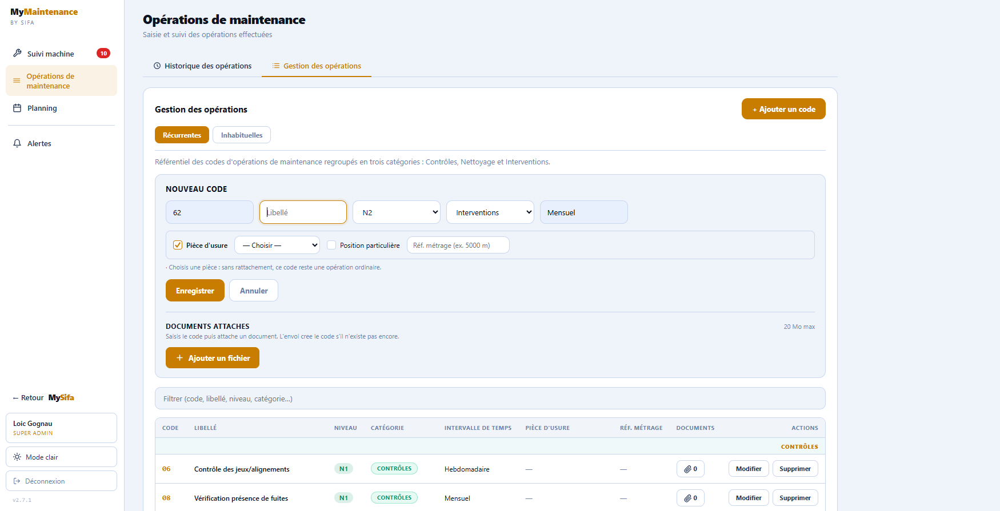 MyMaintenance
BY SIFA
Suivi machine 10
Opérations de
maintenance
Planning
Alertes
← Retour MySifa
Loic Gognau
SUPER ADMIN
Mode clair
Déconnexion
v2.7.1
Opérations de maintenance
Saisie et suivi des opérations effectuées
Historique des opérations Gestion des opérations
Gestion des opérations
+ Ajouter un code
Récurrentes Inhabituelles
Référentiel des codes d'opérations de maintenance regroupés en trois catégories : Contrôles, Nettoyage et Interventions.
NOUVEAU CODE
62 Libellé N2 Interventions Mensuel
Pièce d'usure — Choisir — Position particulière Réf. métrage (ex. 5000 m)
· Choisis une pièce : sans rattachement, ce code reste une opération ordinaire.
Enregistrer Annuler
DOCUMENTS ATTACHES 20 Mo max
Saisis le code puis attache un document. L'envoi cree le code s'il n'existe pas encore.
+ Ajouter un fichier
Filtrer (code, libellé, niveau, catégorie...)
CODE LIBELLÉ NIVEAU CATÉGORIE INTERVALLE DE TEMPS PIÈCE D'USURE RÉF. MÉTRAGE DOCUMENTS ACTIONS
CONTRÔLES
06 Contrôle des jeux/alignements N1 CONTRÔLES Hebdomadaire — — 0 Modifier Supprimer
08 Vérification présence de fuites N1 CONTRÔLES Mensuel — — 0 Modifier Supprimer